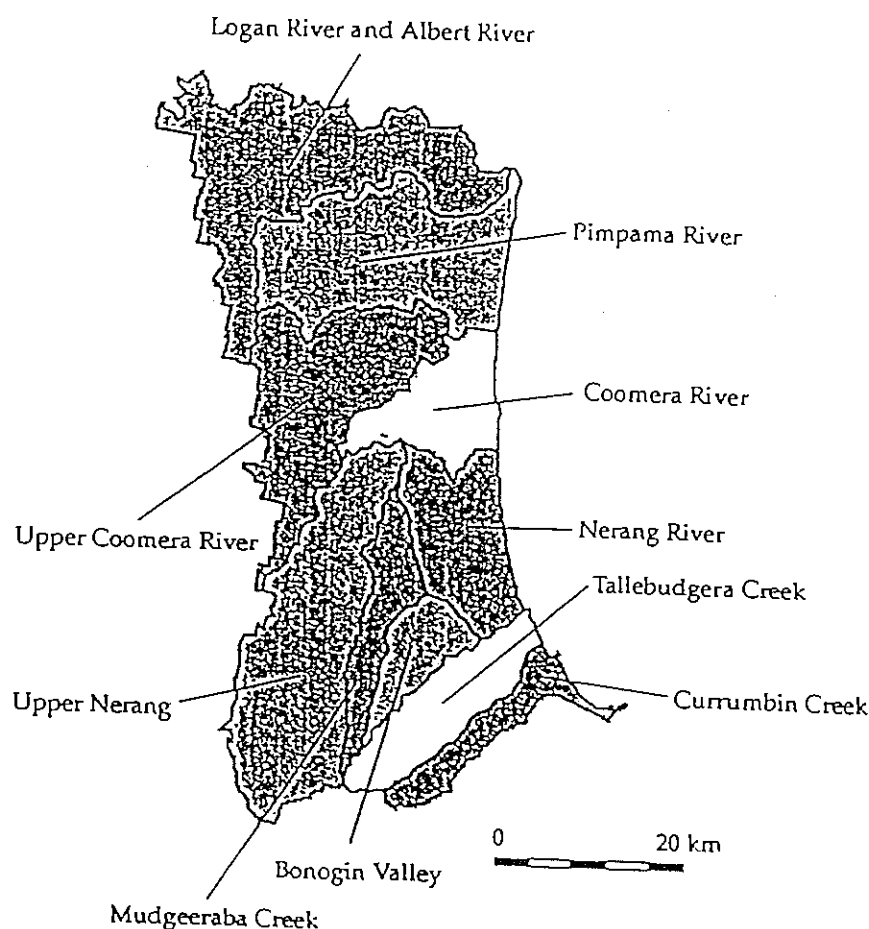 Logan River and Albert River
Pimpama River
Coomera River
Upper Coomera River
Nerang River
Tallebudgera Creek
Upper Nerang
Currumbin Creek
0 20 km
Bonogin Valley
Mudgeeraba Creek